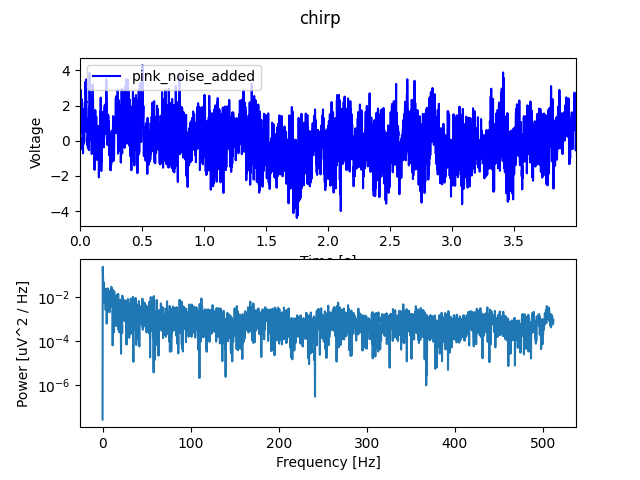 chirp
pink_noise_added
Voltage
4
2
0
−2
−4
0.0 0.5 1.0 1.5 2.0 2.5 3.0 3.5
Time [s]
Power [uV^2 / Hz]
10^−2
10^−4
10^−6
0 100 200 300 400 500
Frequency [Hz]